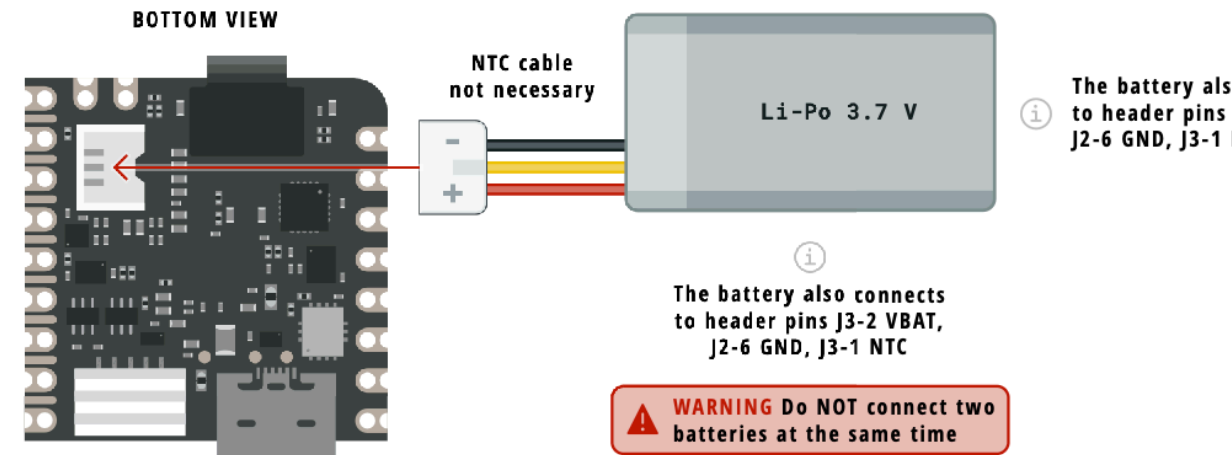 BOTTOM VIEW
NTC cable
not necessary
-
+
Li-Po 3.7 V
i
The battery als
to header pins
J2-6 GND, J3-1
i
The battery also connects
to header pins J3-2 VBAT,
J2-6 GND, J3-1 NTC
WARNING Do NOT connect two
batteries at the same time